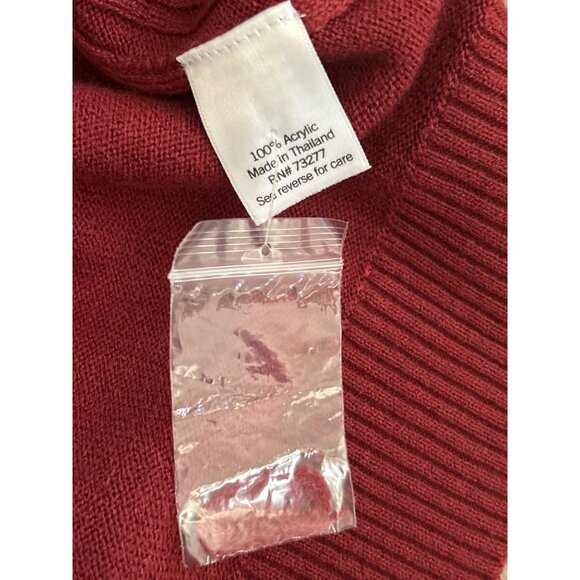 100% Acrylic
Made in Thailand
RN# 73277
See reverse for care